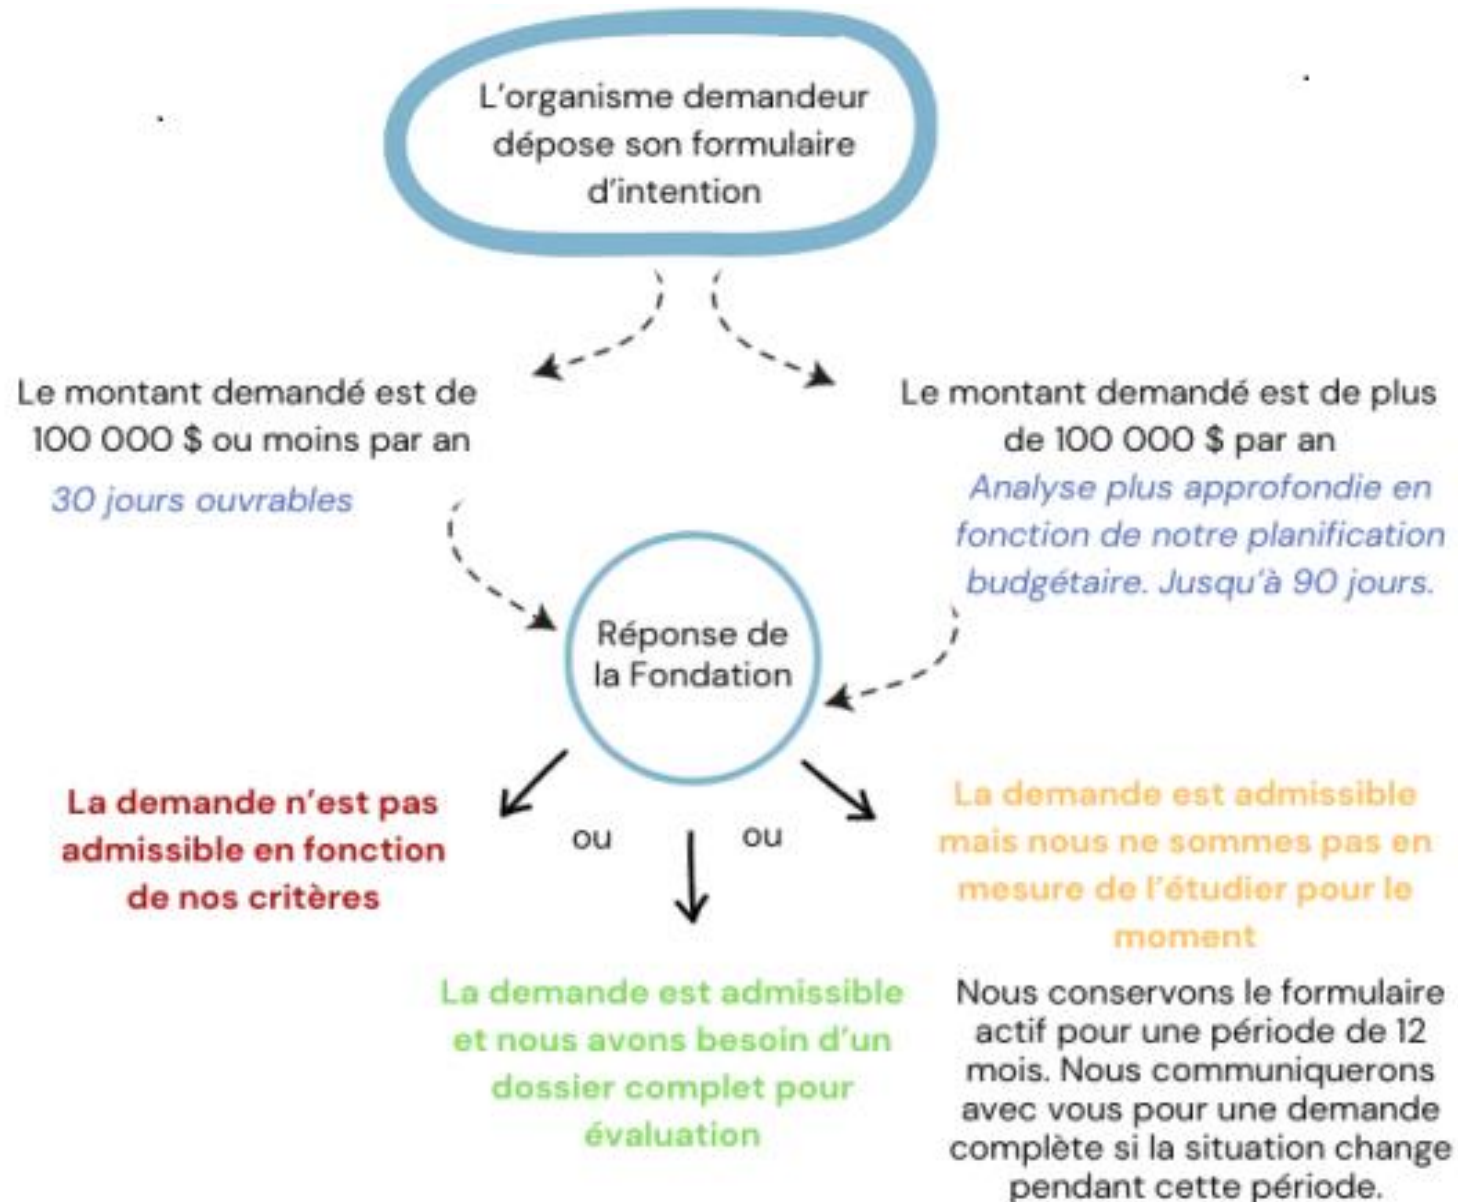 L'organisme demandeur
dépose son formulaire
d'intention
Le montant demandé est de
100 000 $ ou moins par an
30 jours ouvrables
Le montant demandé est de plus
de 100 000 $ par an
Analyse plus approfondie en
fonction de notre planification
budgétaire. Jusqu'à 90 jours.
Réponse de
la Fondation
La demande n'est pas
admissible en fonction
de nos critères
ou
ou
La demande est admissible
et nous avons besoin d'un
dossier complet pour
évaluation
La demande est admissible
mais nous ne sommes pas en
mesure de l'étudier pour le
moment
Nous conservons le formulaire
actif pour une période de 12
mois. Nous communiquerons
avec vous pour une demande
complète si la situation change
pendant cette période.